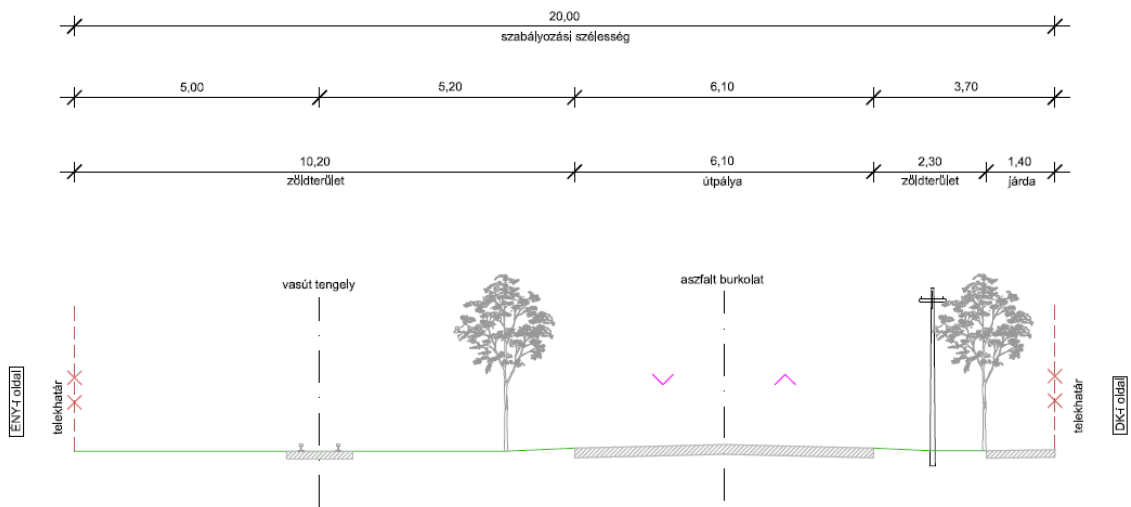 20,00
szabályozási szélesség
5,00 5,20 6,10 3,70
10,20 6,10 2,30 1,40
zöldterület útpálya zöldterület járda
vasút tengely aszfalt burkolat
ÉNY-i oldal
telekhatár
telekhatár
DK-i oldal